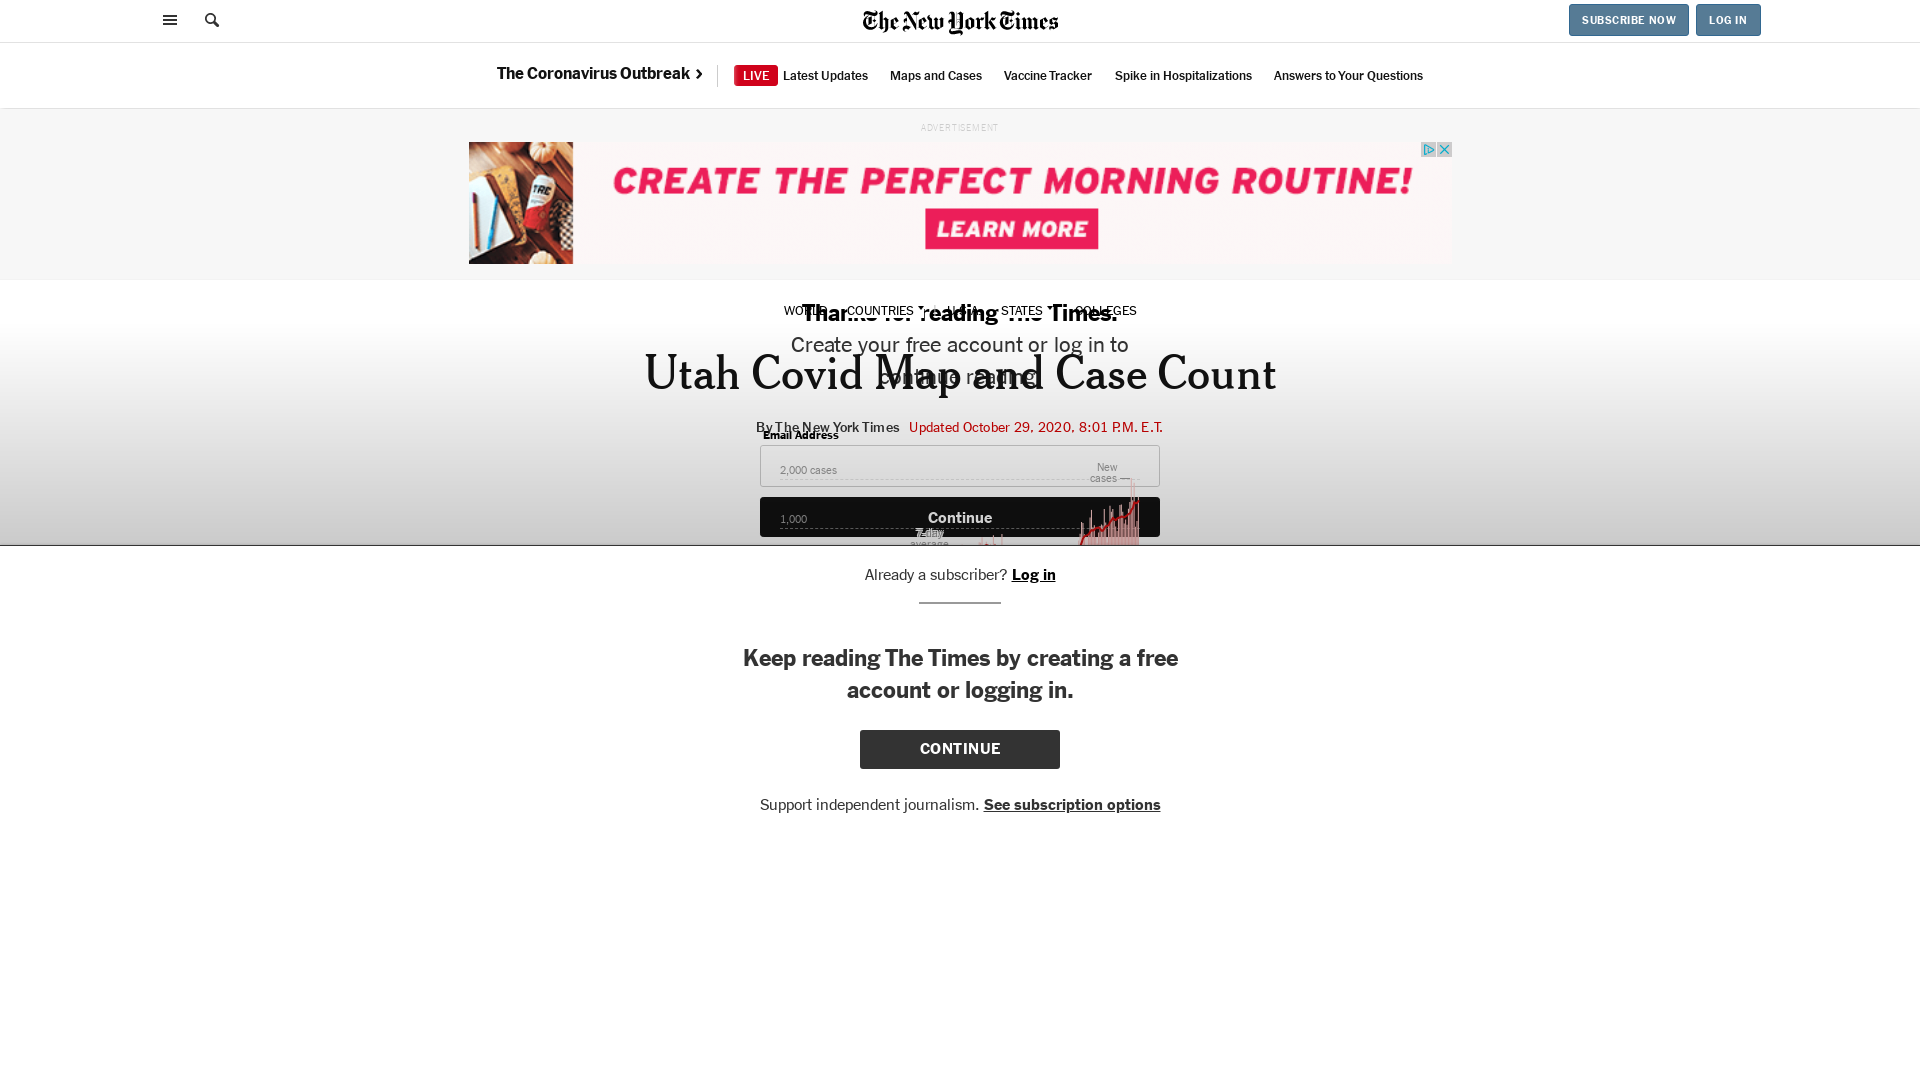 The New York Times
SUBSCRIBE NOW
LOG IN
The Coronavirus Outbreak
LIVE Latest Updates
Maps and Cases
Vaccine Tracker
Spike in Hospitalizations
Answers to Your Questions
ADVERTISEMENT
CREATE THE PERFECT MORNING ROUTINE!
LEARN MORE
WORLD COUNTRIES U.S.A. STATES COLLEGES
Thanks for reading The Times.
Create your free account or log in to
continue reading.
Utah Covid Map and Case Count
By The New York Times Updated October 29, 2020, 8:01 P.M. E.T.
Email Address
2,000 cases
New
cases
1,000
Continue
7-day
average
Already a subscriber? Log in
Keep reading The Times by creating a free
account or logging in.
CONTINUE
Support independent journalism. See subscription options